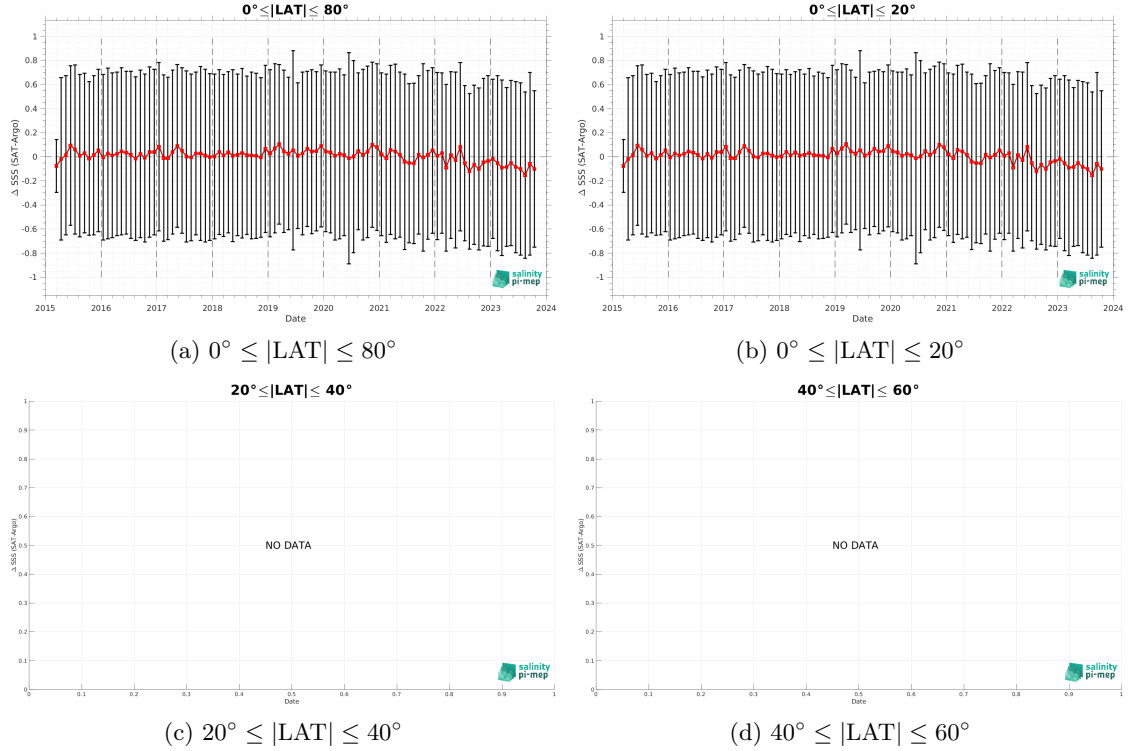 0°≤|LAT|≤ 80°
1
0.8
0.6
0.4
0.2
0
-0.2
-0.4
-0.6
-0.8
-1
Δ SSS (SAT-Argo)
2015 2016 2017 2018 2019 2020 2021 2022 2023 2024
Date
salinity
pi-mep
(a) 0° ≤ |LAT| ≤ 80°
0°≤|LAT|≤ 20°
1
0.8
0.6
0.4
0.2
0
-0.2
-0.4
-0.6
-0.8
-1
Δ SSS (SAT-Argo)
2015 2016 2017 2018 2019 2020 2021 2022 2023 2024
Date
salinity
pi-mep
(b) 0° ≤ |LAT| ≤ 20°
20°≤|LAT|≤ 40°
1
0.9
0.8
0.7
0.6
0.5
0.4
0.3
0.2
0.1
0
Δ SSS (SAT-Argo)
NO DATA
0 0.1 0.2 0.3 0.4 0.5 0.6 0.7 0.8 0.9 1
Date
salinity
pi-mep
(c) 20° ≤ |LAT| ≤ 40°
40°≤|LAT|≤ 60°
1
0.9
0.8
0.7
0.6
0.5
0.4
0.3
0.2
0.1
0
Δ SSS (SAT-Argo)
NO DATA
0 0.1 0.2 0.3 0.4 0.5 0.6 0.7 0.8 0.9 1
Date
salinity
pi-mep
(d) 40° ≤ |LAT| ≤ 60°